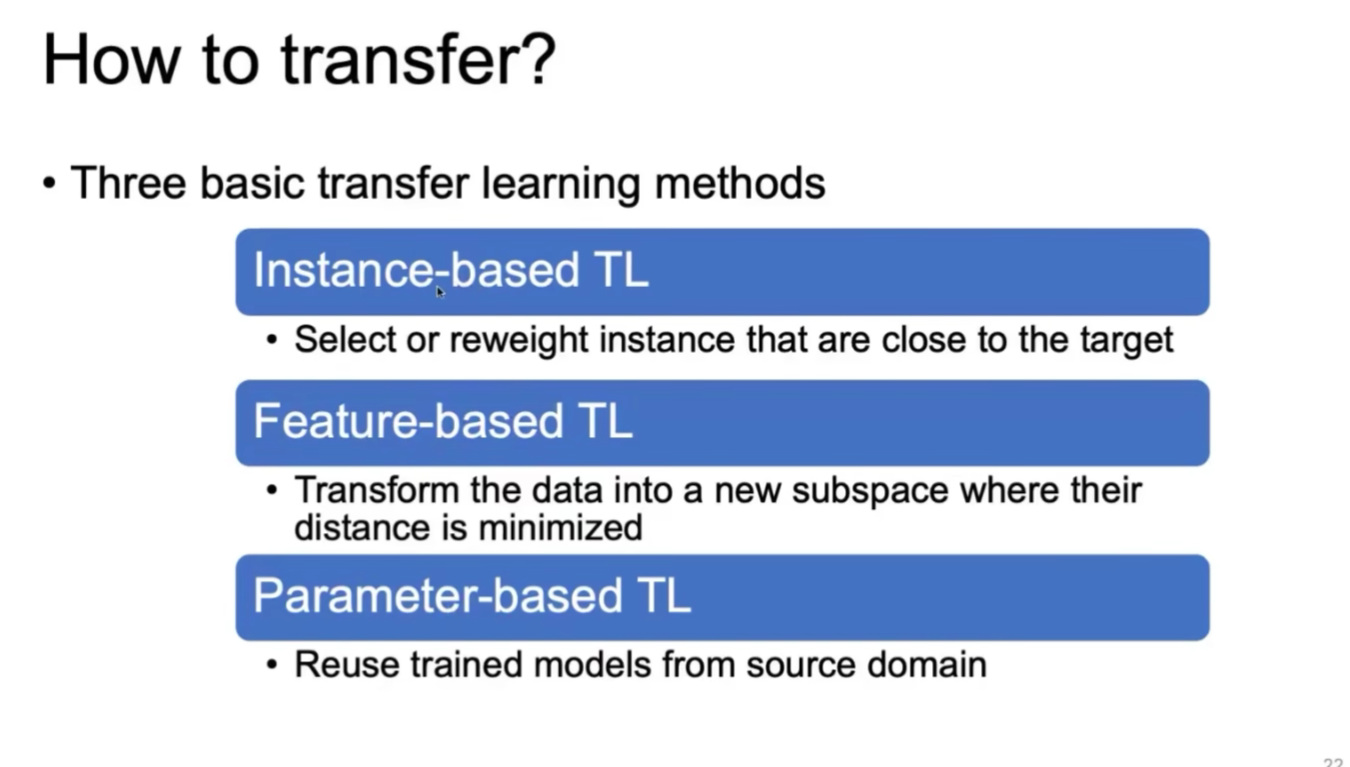 How to transfer?
• Three basic transfer learning methods
Instance-based TL
• Select or reweight instance that are close to the target
Feature-based TL
• Transform the data into a new subspace where their
distance is minimized
Parameter-based TL
• Reuse trained models from source domain
22